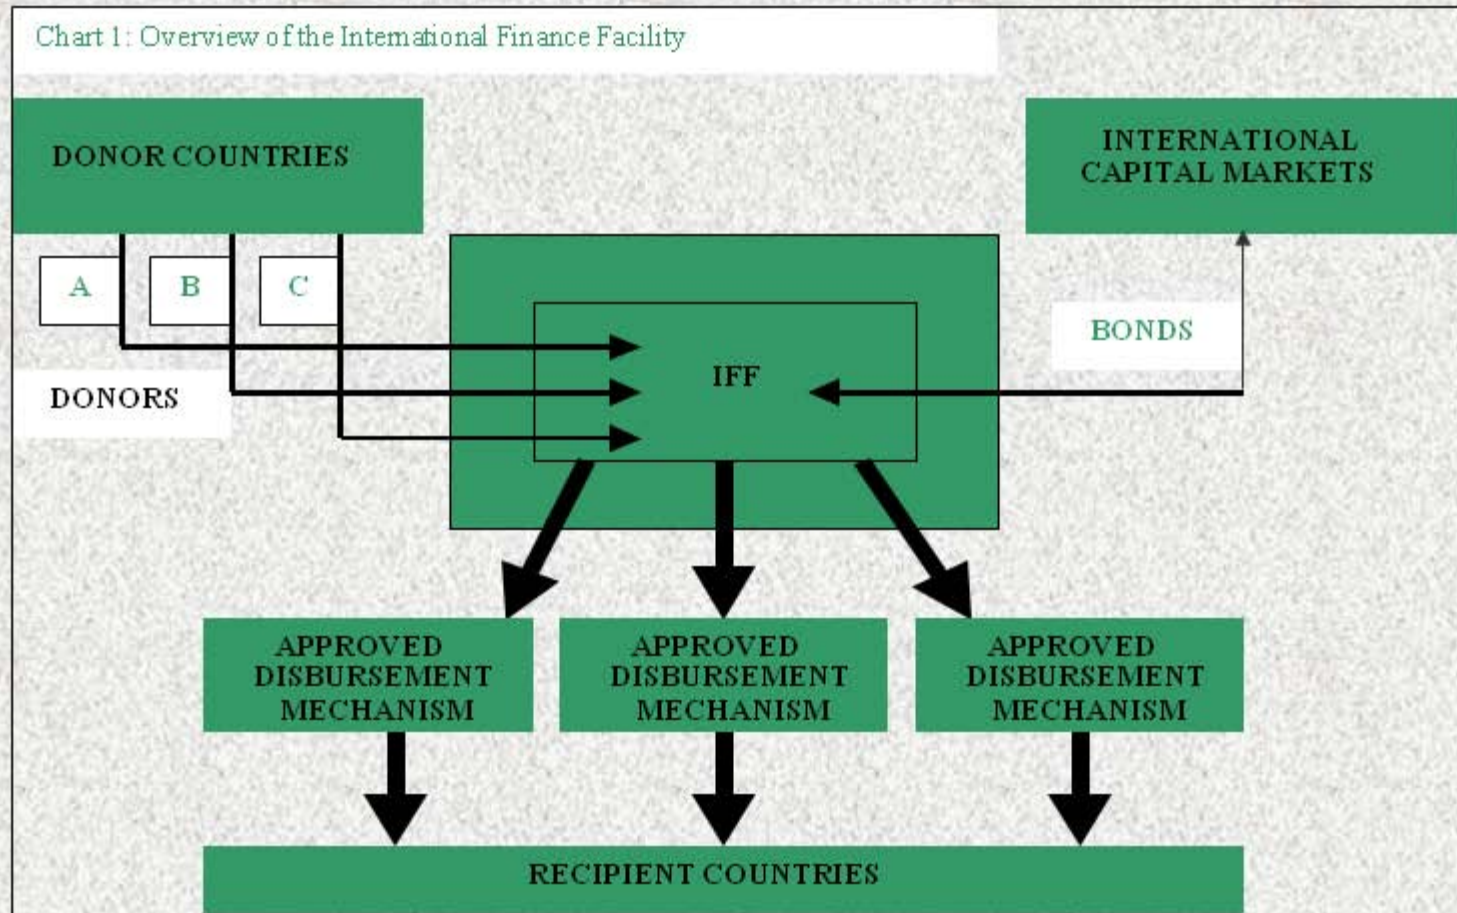 Chart 1: Overview of the International Finance Facility
DONOR COUNTRIES
INTERNATIONAL
CAPITAL MARKETS
A
B
C
DONORS
IFF
BONDS
APPROVED
DISBURSEMENT
MECHANISM
APPROVED
DISBURSEMENT
MECHANISM
APPROVED
DISBURSEMENT
MECHANISM
RECIPIENT COUNTRIES